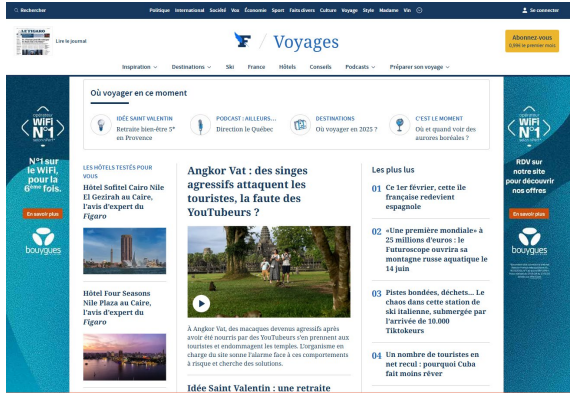 Rechercher
Politique International Société Vox Économie Sport Faits divers Culture Voyage Style Madame Vin
Se connecter
LE FIGARO
Lire le journal
F / Voyages
Abonnez-vous
0,99€ le premier mois
Inspiration Destinations Ski France Hôtels Conseils Podcasts Préparer son voyage
Où voyager en ce moment
IDÉE SAINT VALENTIN
Retraite bien-être 5*
en Provence
PODCAST : AILLEURS...
Direction le Québec
DESTINATIONS
Où voyager en 2025 ?
C'EST LE MOMENT
Où et quand voir des
aurores boréales ?
opérateur
WiFi
N°1
N°1 sur
le WiFi,
pour la
6ème fois.
En savoir plus
bouygues
LES HÔTELS TESTÉS POUR
VOUS
Hôtel Sofitel Cairo Nile
El Gezirah au Caire,
l'avis d'expert du
Figaro
Hôtel Four Seasons
Nile Plaza au Caire,
l'avis d'expert du
Figaro
Angkor Vat : des singes
agressifs attaquent les
touristes, la faute des
YouTubeurs ?
À Angkor Vat, des macaques devenus agressifs après
avoir été nourris par des YouTubeurs s'en prennent aux
touristes et endommagent les temples. L'organisme en
charge du site sonne l'alarme face à ces comportements
à risque et cherche des solutions.
Idée Saint Valentin : une retraite
Les plus lus
01 Ce 1er février, cette île
française redevient
espagnole
02 «Une première mondiale» à
25 millions d'euros : le
Futuroscope ouvrira sa
montagne russe aquatique le
14 juin
03 Pistes bondées, déchets... Le
chaos dans cette station de
ski italienne, submergée par
l'arrivée de 10.000
Tiktokeurs
04 Un nombre de touristes en
net recul : pourquoi Cuba
fait moins rêver
opérateur
WiFi
N°1
RDV sur
notre site
pour découvrir
nos offres
En savoir plus
bouygues